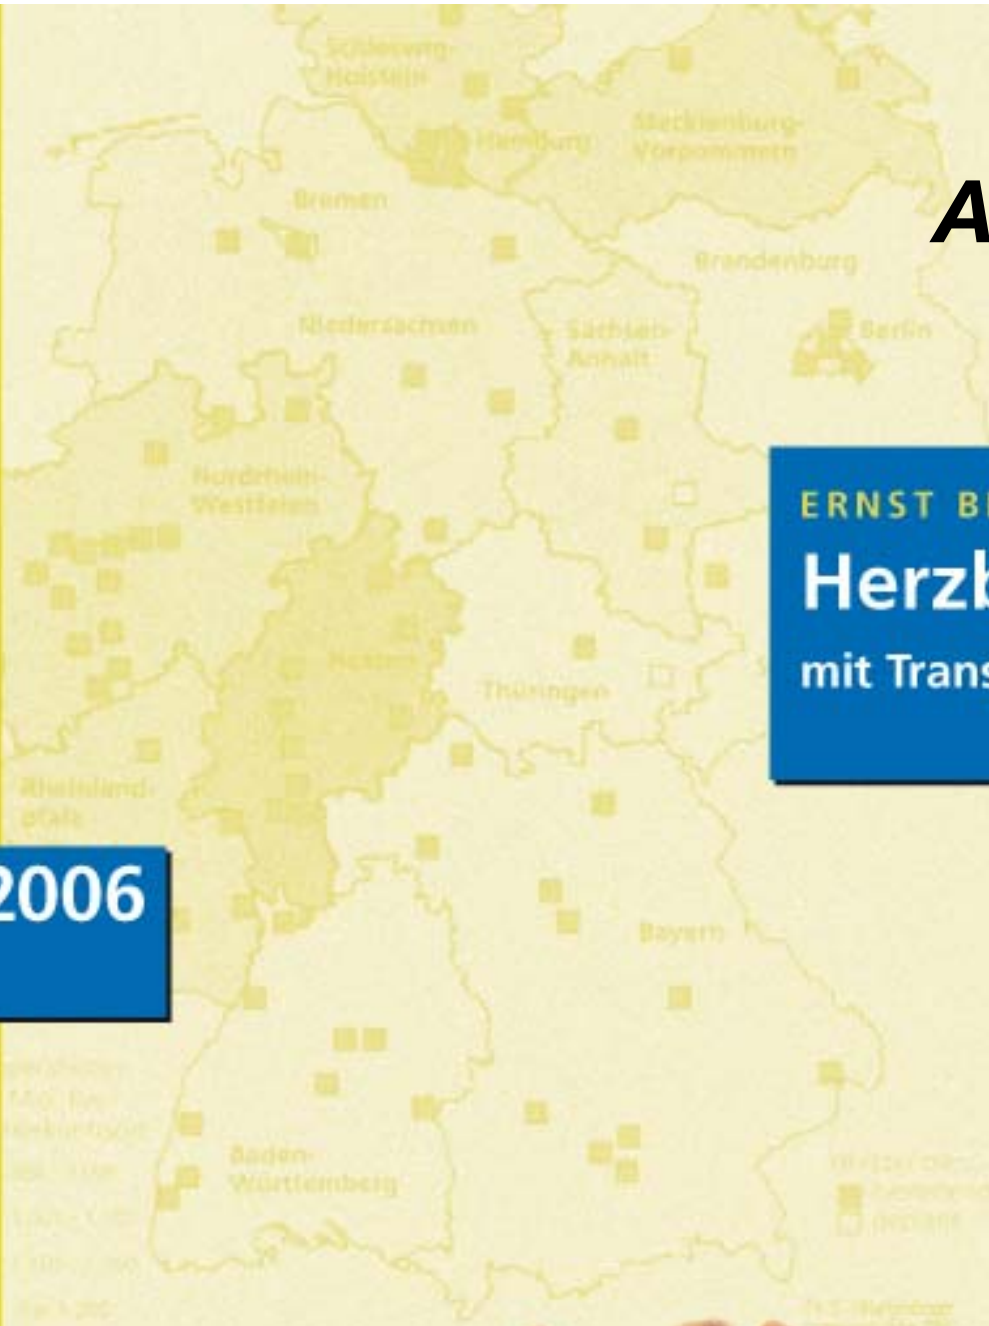 Schleswig-
Holstein
Hamburg
Mecklenburg-
Vorpommern
Bremen
A
Brandenburg
Niedersachsen
Sachsen-
Anhalt
Berlin
Nordrhein-
Westfalen
ERNST
Herzb
mit Trans
Hessen
Thüringen
Rheinland-
pfalz
2006
Bayern
Baden-
Württemberg
geplant